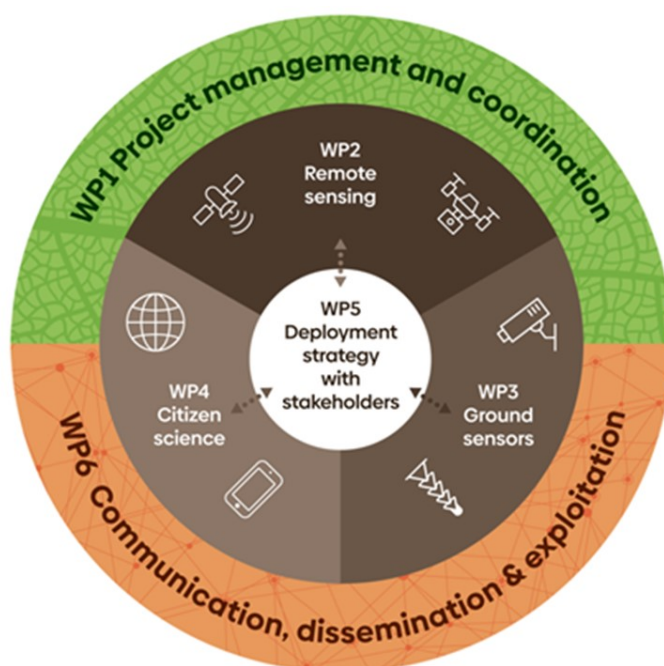 WP1 Project management and coordination
WP2
Remote
sensing
WP5
Deployment
strategy
with
stakeholders
WP4
Citizen
science
WP3
Ground
sensors
WP6 Communication, dissemination & exploitation